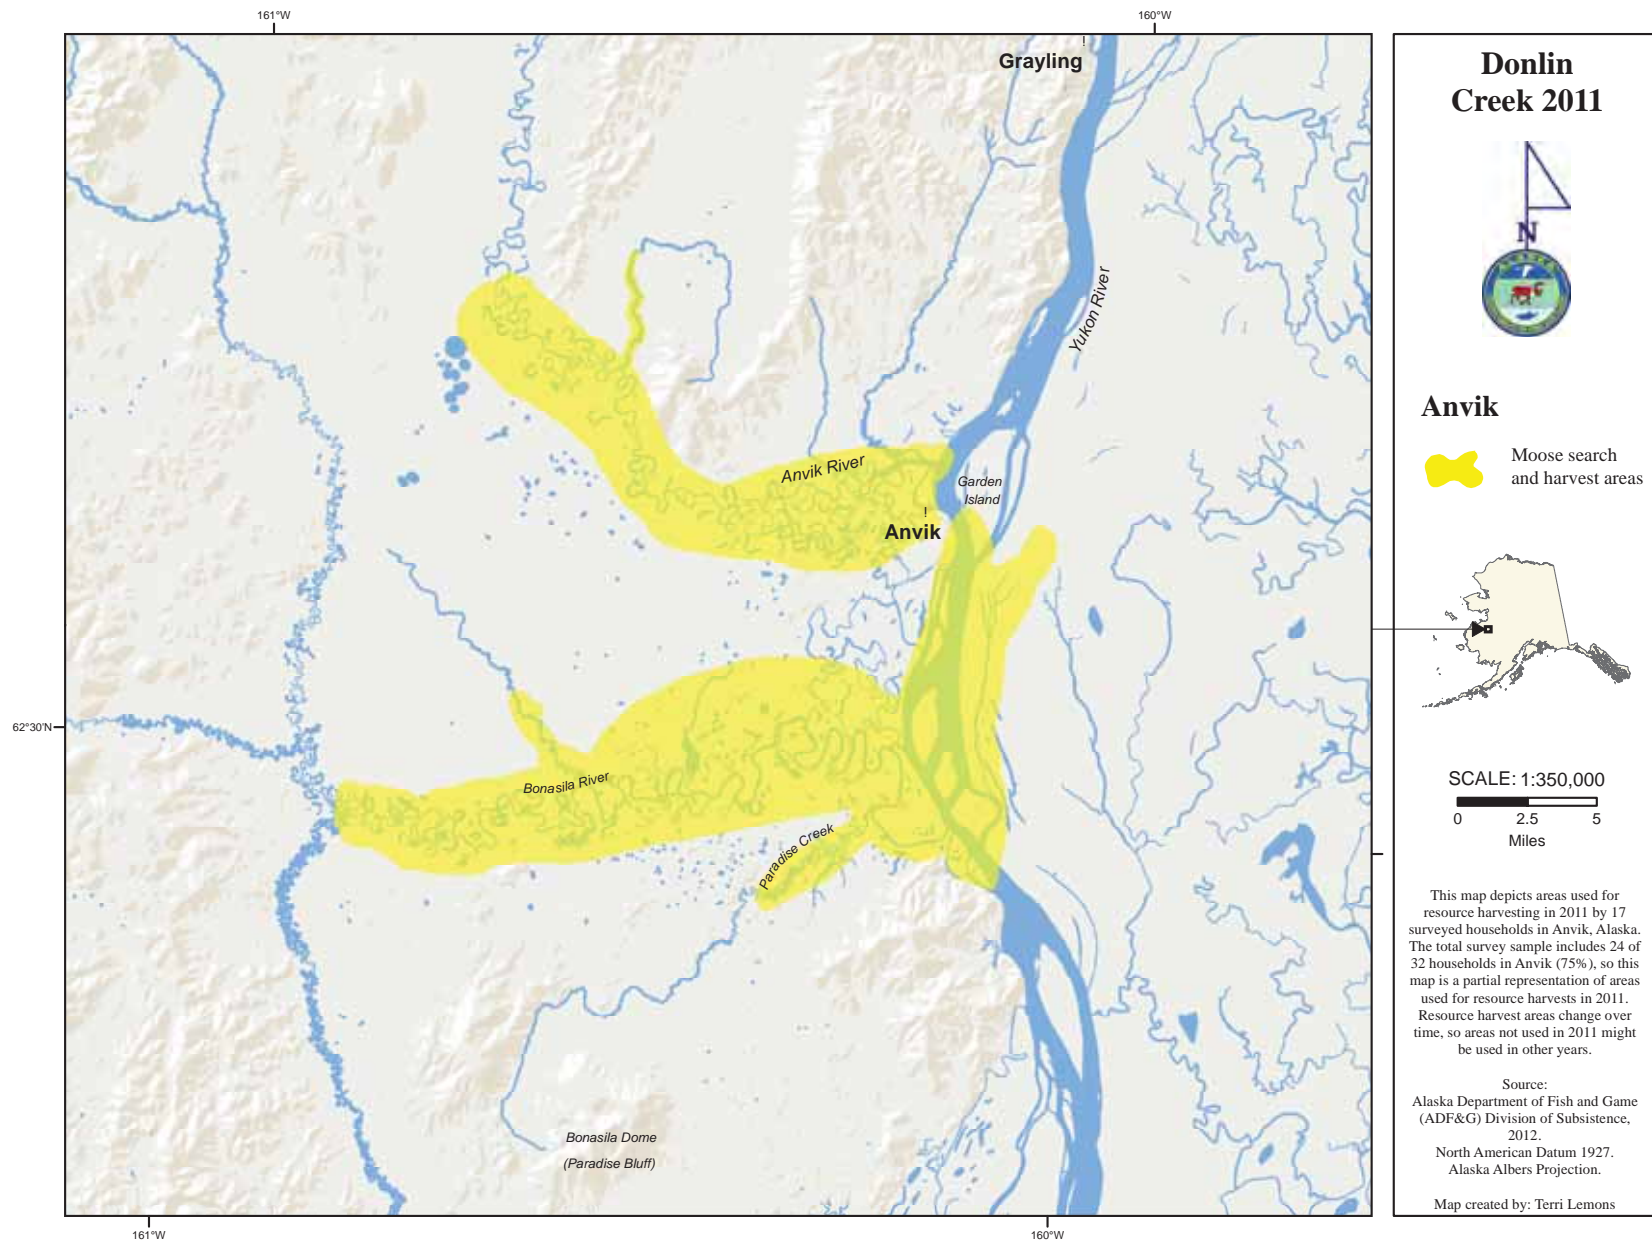 161°W
160°W
Grayling
Yukon River
Anvik River
Garden
Island
Anvik
62°30'N
Bonasila River
Paradise Creek
Bonasila Dome
(Paradise Bluff)
161°W
160°W
Donlin
Creek 2011
N
Anvik
Moose search
and harvest areas
SCALE: 1:350,000
0 2.5 5
Miles
This map depicts areas used for
resource harvesting in 2011 by 17
surveyed households in Anvik, Alaska.
The total survey sample includes 24 of
32 households in Anvik (75%), so this
map is a partial representation of areas
used for resource harvests in 2011.
Resource harvest areas change over
time, so areas not used in 2011 might
be used in other years.
Source:
Alaska Department of Fish and Game
(ADF&G) Division of Subsistence,
2012.
North American Datum 1927.
Alaska Albers Projection.
Map created by: Terri Lemons